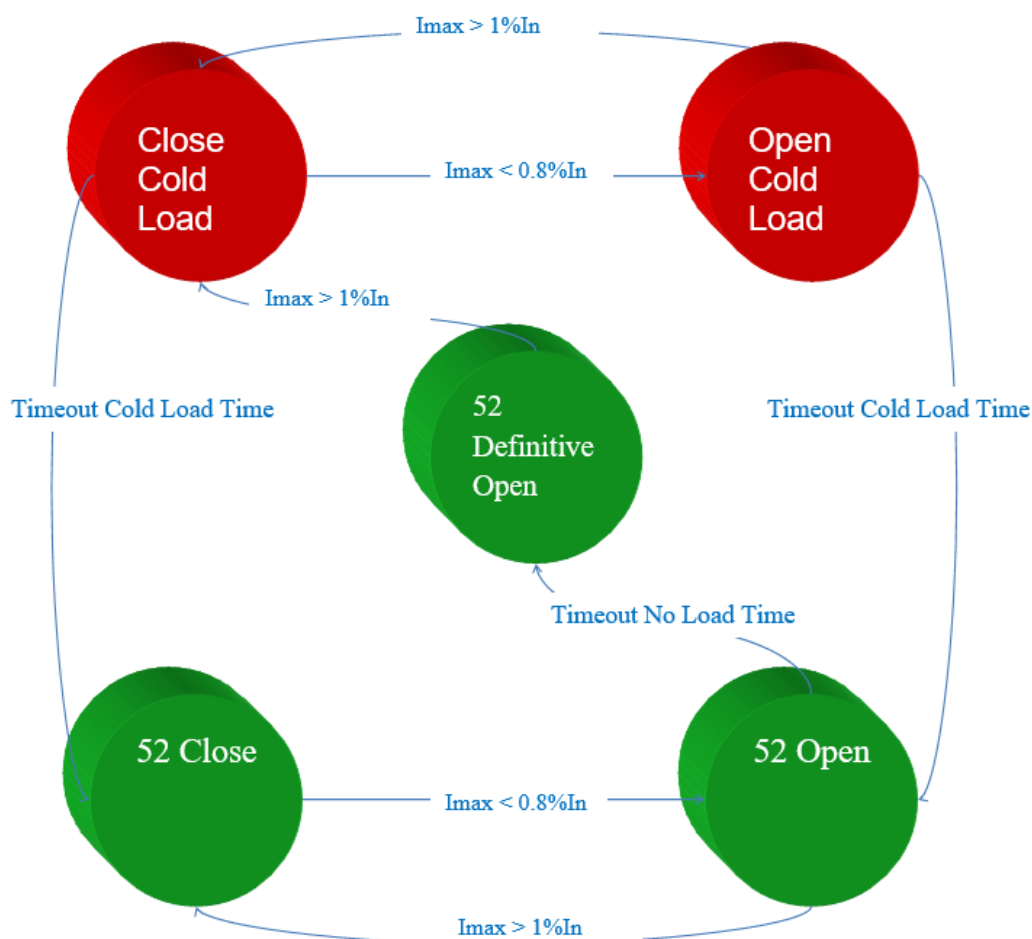 Imax > 1%In
Close
Cold
Load
Imax < 0.8%In
Open
Cold
Load
Imax > 1%In
Timeout Cold Load Time
52
Definitive
Open
Timeout Cold Load Time
Timeout No Load Time
52 Close
Imax < 0.8%In
52 Open
Imax > 1%In